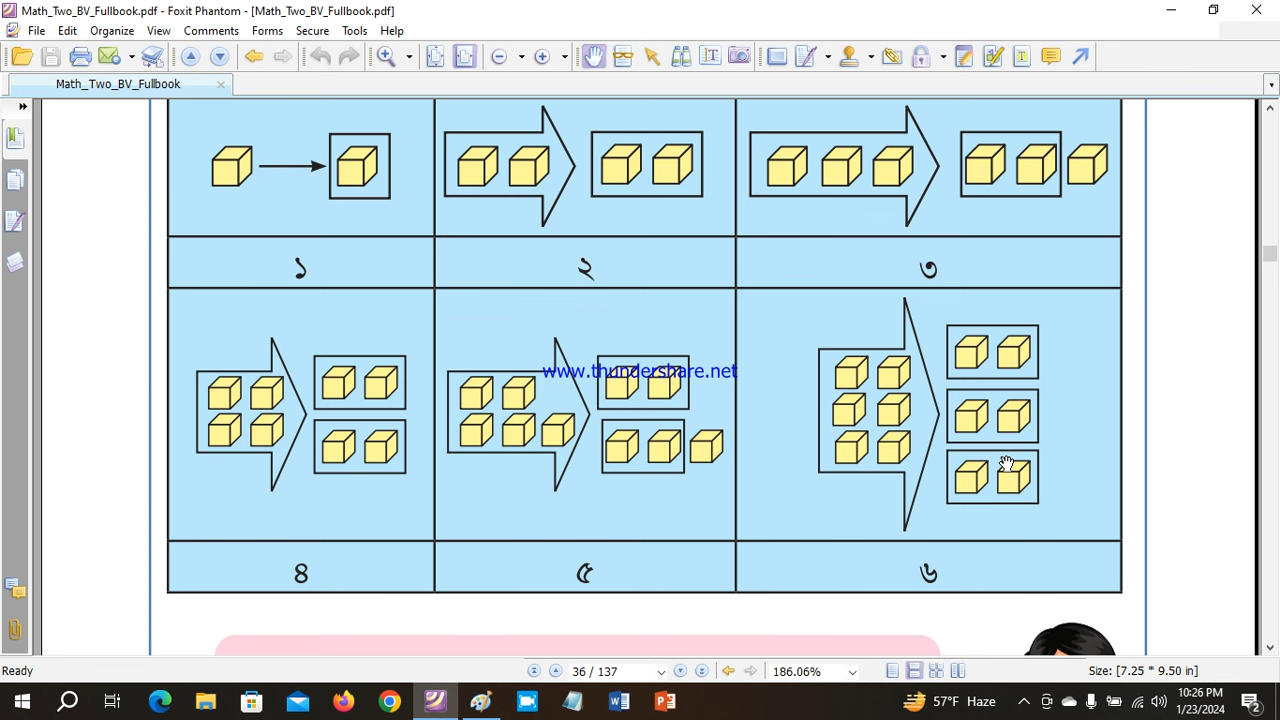 Math_Two_BV_Fullbook.pdf - Foxit Phantom - [Math_Two_BV_Fullbook.pdf]
File Edit Organize View Comments Forms Secure Tools Help
Math_Two_BV_Fullbook
১ ২ ৩
www.thundershare.net
৪ ৫ ৬
Ready 36 / 137 186.06% Size: [7.25 * 9.50 in]
57°F Haze 10:26 PM
1/23/2024